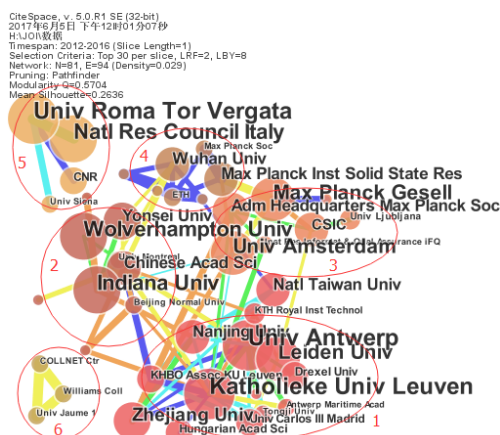 CiteSpace, v. 5.0.R1 SE (32-bit)
2017年6月5日 下午12时01分07秒
H:\JOI\数据
Timespan: 2012-2016 (Slice Length=1)
Selection Criteria: Top 30 per slice, LRF=2, LBY=8
Network: N=81, E=94 (Density=0.029)
Pruning: Pathfinder
Modularity Q=0.5704
Mean Silhouette=0.2636
Univ Roma Tor Vergata
Natl Res Council Italy
5
CNR
Univ Siena
4
Max Planck Soc
Wuhan Univ
Max Planck Inst Solid State Res
ETH
Max Planck Gesell
Adm Headquarters Max Planck Soc
Yonsei Univ
Univ Ljubljana
CSIC
Wolverhampton Univ
Univ Amsterdam
Assurance iFQ
Univ Montreal
Chinese Acad Sci
2
3
Indiana Univ
Natl Taiwan Univ
Beijing Normal Univ
KTH Royal Inst Technol
Nanjing Univ
Univ Antwerp
Leiden Univ
COLLNET Ctr
KHBO Assoc KU Leuven
Drexel Univ
Katholieke Univ Leuven
Williams Coll
Antwerp Maritime Acad
Univ Jaume 1
Zhejiang Univ
Tongji Univ
Univ Carlos III Madrid
1
6
Hungarian Acad Sci